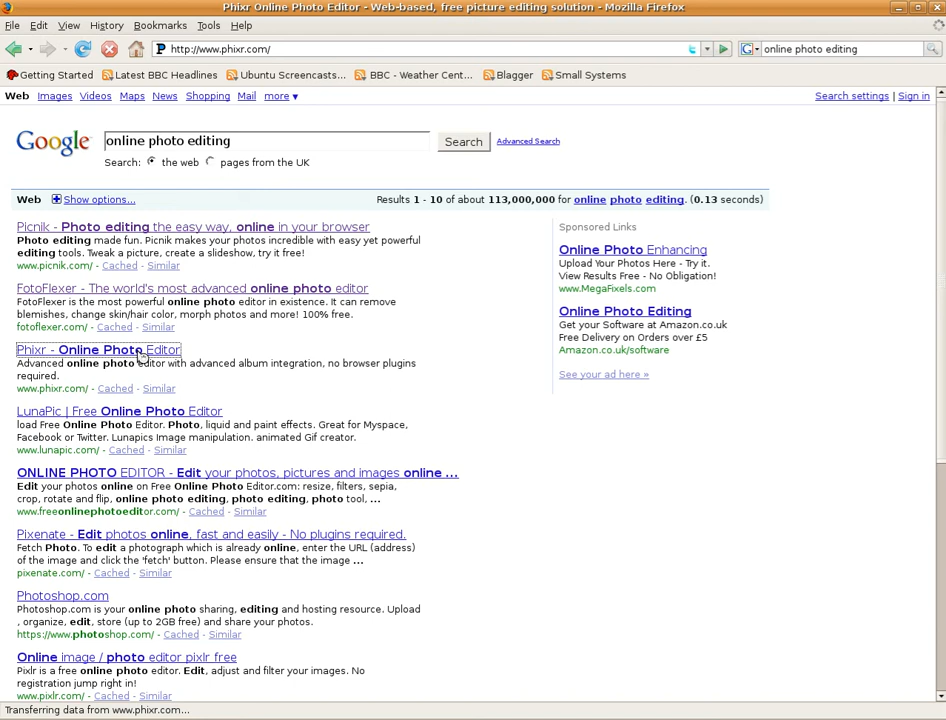 Phixr Online Photo Editor - Web-based, free picture editing solution - Mozilla Firefox
File Edit View History Bookmarks Tools Help
http://www.phixr.com/ online photo editing
Getting Started Latest BBC Headlines Ubuntu Screencasts... BBC - Weather Cent... Blagger Small Systems
Web Images Videos Maps News Shopping Mail more ▼ Search settings | Sign in
Google online photo editing Search Advanced Search
Search: the web pages from the UK
Web Show options... Results 1 - 10 of about 113,000,000 for online photo editing. (0.13 seconds)
Picnik - Photo editing the easy way, online in your browser
Photo editing made fun. Picnik makes your photos incredible with easy yet powerful
editing tools. Tweak a picture, create a slideshow, try it free!
www.picnik.com/ - Cached - Similar
FotoFlexer - The world's most advanced online photo editor
FotoFlexer is the most powerful online photo editor in existence. It can remove
blemishes, change skin/hair color, morph photos and more! 100% free.
fotoflexer.com/ - Cached - Similar
Phixr - Online Photo Editor
Advanced online photo editor with advanced album integration, no browser plugins
required.
www.phixr.com/ - Cached - Similar
LunaPic | Free Online Photo Editor
load Free Online Photo Editor. Photo, liquid and paint effects. Great for Myspace,
Facebook or Twitter. Lunapics Image manipulation. animated Gif creator.
www.lunapic.com/ - Cached - Similar
ONLINE PHOTO EDITOR - Edit your photos, pictures and images online ...
Edit your photos online on Free Online Photo Editor.com: resize, filters, sepia,
crop, rotate and flip, online photo editing, photo editing, photo tool, ...
www.freeonlinephotoeditor.com/ - Cached - Similar
Pixenate - Edit photos online, fast and easily - No plugins required.
Fetch Photo. To edit a photograph which is already online, enter the URL (address)
of the image and click the 'fetch' button. Please ensure that the image ...
pixenate.com/ - Cached - Similar
Photoshop.com
Photoshop.com is your online photo sharing, editing and hosting resource. Upload
, organize, edit, store (up to 2GB free) and share your photos.
https://www.photoshop.com/ - Cached - Similar
Online image / photo editor pixlr free
Pixlr is a free online photo editor. Edit, adjust and filter your images. No
registration jump right in!
www.pixlr.com/ - Cached - Similar
Sponsored Links
Online Photo Enhancing
Upload Your Photos Here - Try it.
View Results Free - No Obligation!
www.MegaFixels.com
Online Photo Editing
Get your Software at Amazon.co.uk
Free Delivery on Orders over £5
Amazon.co.uk/software
See your ad here »
Transferring data from www.phixr.com...